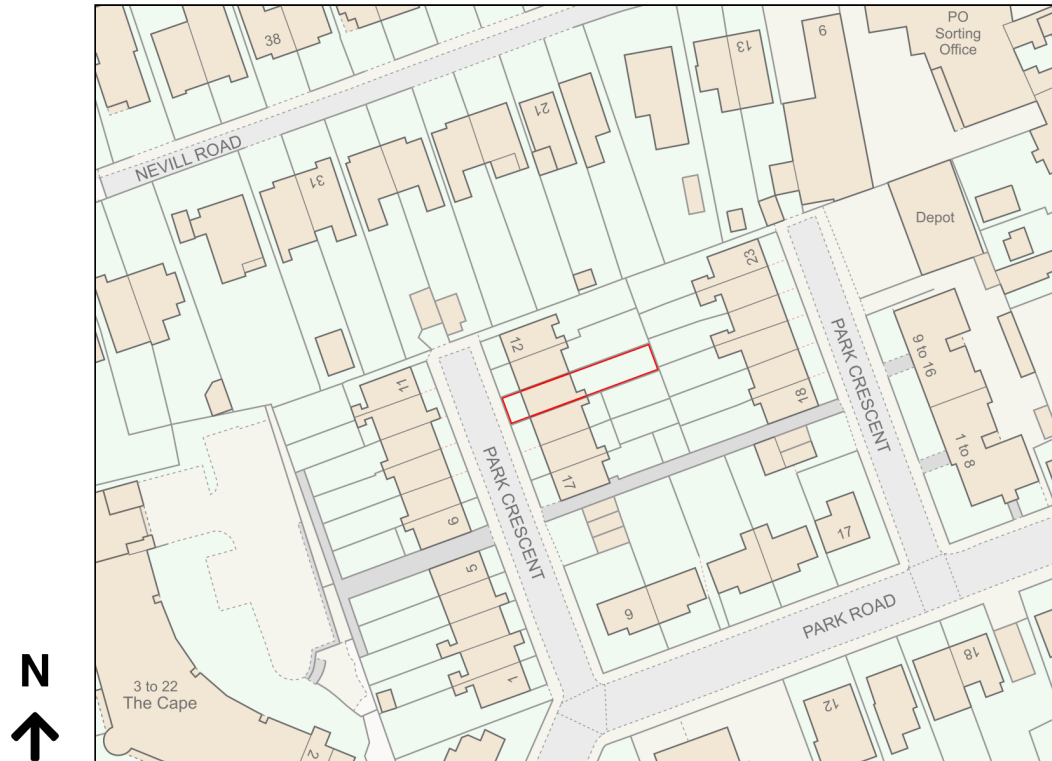 38
NEVILL ROAD
31
21
13
9
PO
Sorting
Office
Depot
23
12
11
PARK CRESCENT
9 to 16
18
PARK CRESCENT
1 to 8
17
6
5
17
9
1
PARK ROAD
18
12
3 to 22
The Cape
2
N